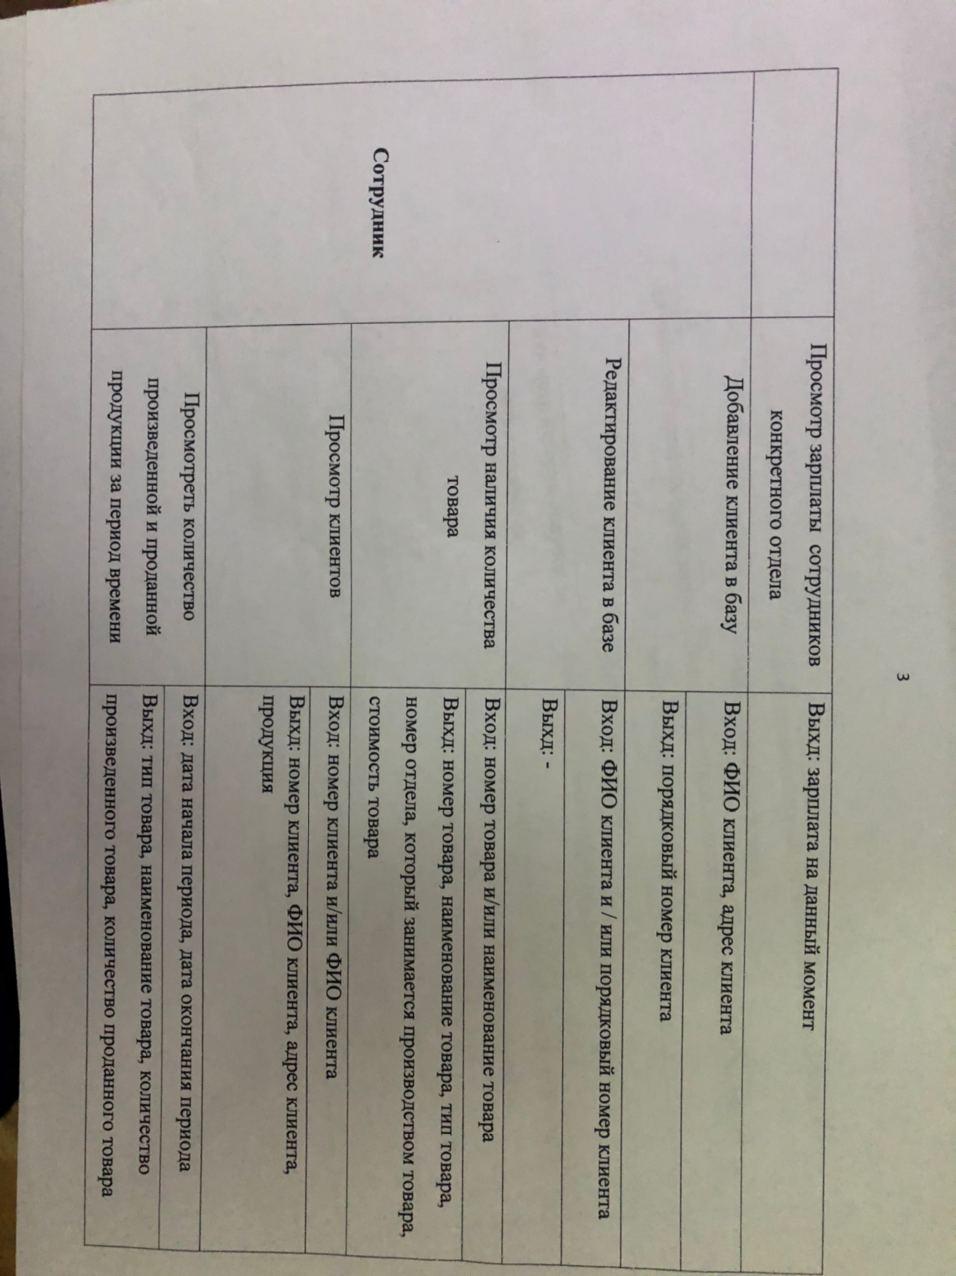 3
Просмотр зарплаты сотрудников
конкретного отдела
Выхд: зарплата на данный момент
Сотрудник
Добавление клиента в базу
Вход: ФИО клиента, адрес клиента
Выхд: порядковый номер клиента
Редактирование клиента в базе
Вход: ФИО клиента и / или порядковый номер клиента
Выхд: -
Просмотр наличия количества
товара
Вход: номер товара и/или наименование товара
Выхд: номер товара, наименование товара, тип товара,
номер отдела, который занимается производством товара,
стоимость товара
Просмотр клиентов
Вход: номер клиента и/или ФИО клиента
Выхд: номер клиента, ФИО клиента, адрес клиента,
продукция
Просмотреть количество
произведенной и проданной
продукции за период времени
Вход: дата начала периода, дата окончания периода
Выхд: тип товара, наименование товара, количество
произведенного товара, количество проданного товара